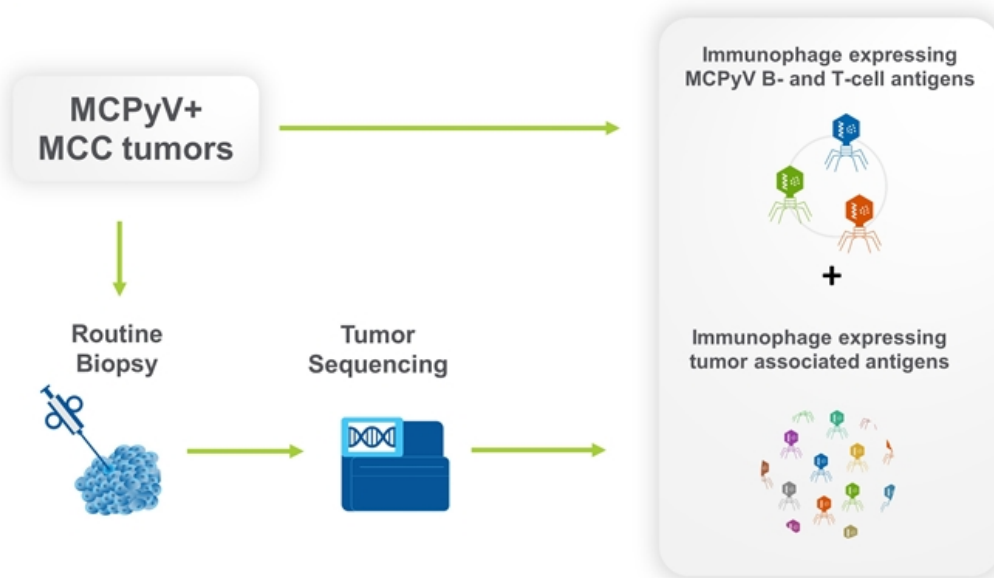 MCPyV+
MCC tumors
Immunophage expressing
MCPyV B- and T-cell antigens
+
Routine
Biopsy
Tumor
Sequencing
Immunophage expressing
tumor associated antigens